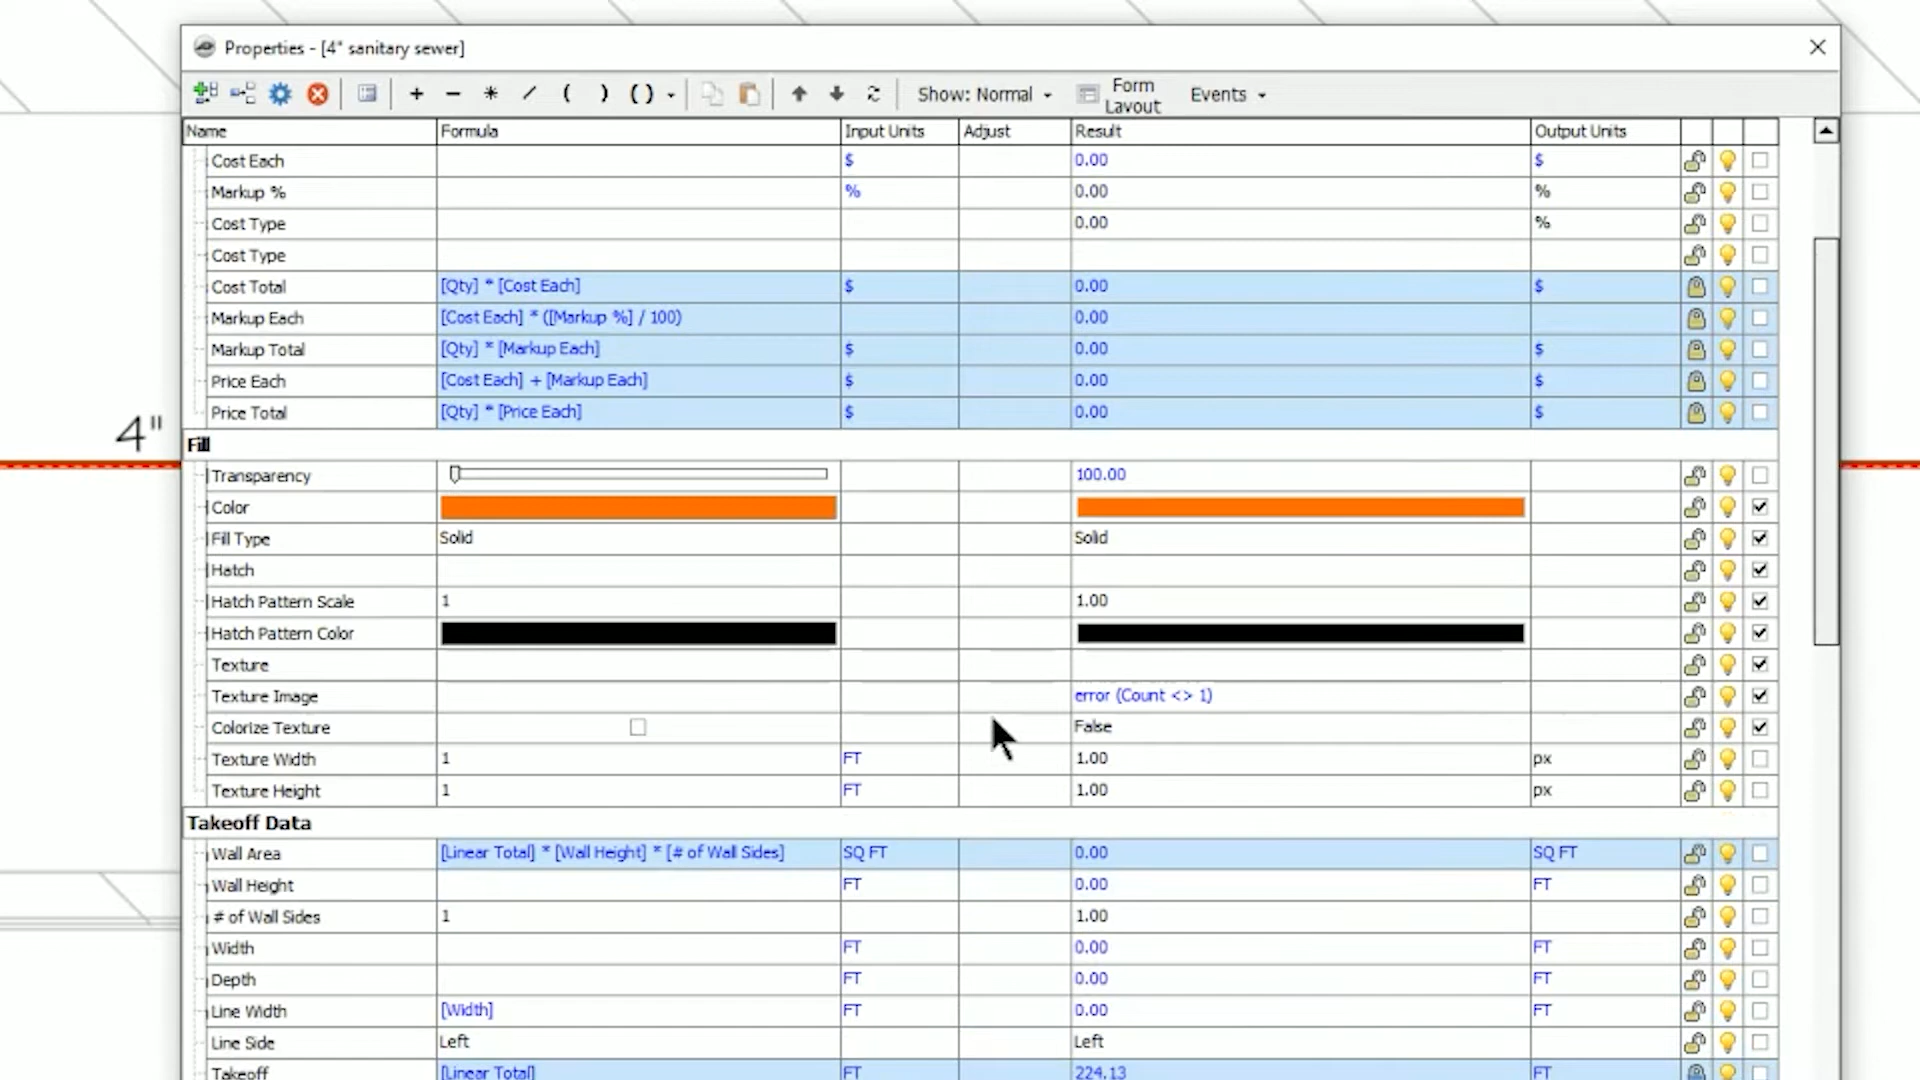 Properties - [4" sanitary sewer]
+ - * / ( ) () Show: Normal Form Layout Events
Name Formula Input Units Adjust Result Output Units
Cost Each $ 0.00 $
Markup % % 0.00 %
Cost Type 0.00 %
Cost Type
Cost Total [Qty] * [Cost Each] $ 0.00 $
Markup Each [Cost Each] * ([Markup %] / 100) 0.00
Markup Total [Qty] * [Markup Each] $ 0.00 $
Price Each [Cost Each] + [Markup Each] $ 0.00 $
Price Total [Qty] * [Price Each] $ 0.00 $
4"
Fill
Transparency 100.00
Color
Fill Type Solid Solid
Hatch
Hatch Pattern Scale 1 1.00
Hatch Pattern Color
Texture
Texture Image error (Count <> 1)
Colorize Texture False
Texture Width 1 FT 1.00 px
Texture Height 1 FT 1.00 px
Takeoff Data
Wall Area [Linear Total] * [Wall Height] * [# of Wall Sides] SQ FT 0.00 SQ FT
Wall Height FT 0.00 FT
# of Wall Sides 1 1.00
Width FT 0.00 FT
Depth FT 0.00 FT
Line Width [Width] FT 0.00 FT
Line Side Left Left
Takeoff [Linear Total] FT 224.13 FT